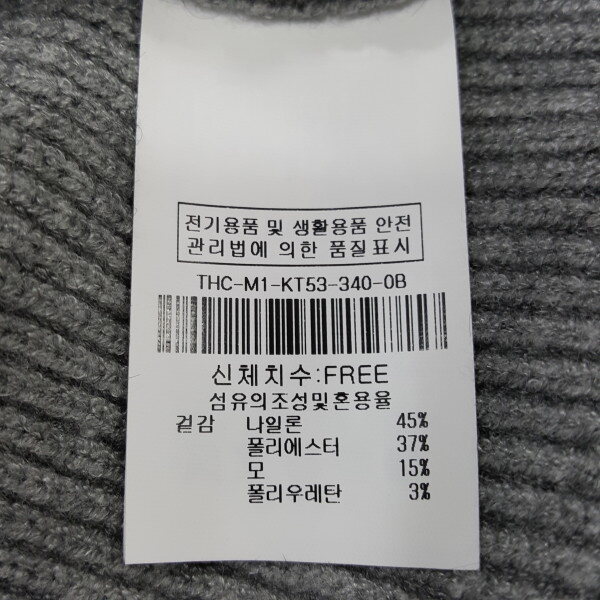 전기용품 및 생활용품 안전
관리법에 의한 품질표시
THC-M1-KT53-340-0B
신체치수:FREE
섬유의조성및혼용율
겉감 나일론 45%
폴리에스터 37%
모 15%
폴리우레탄 3%